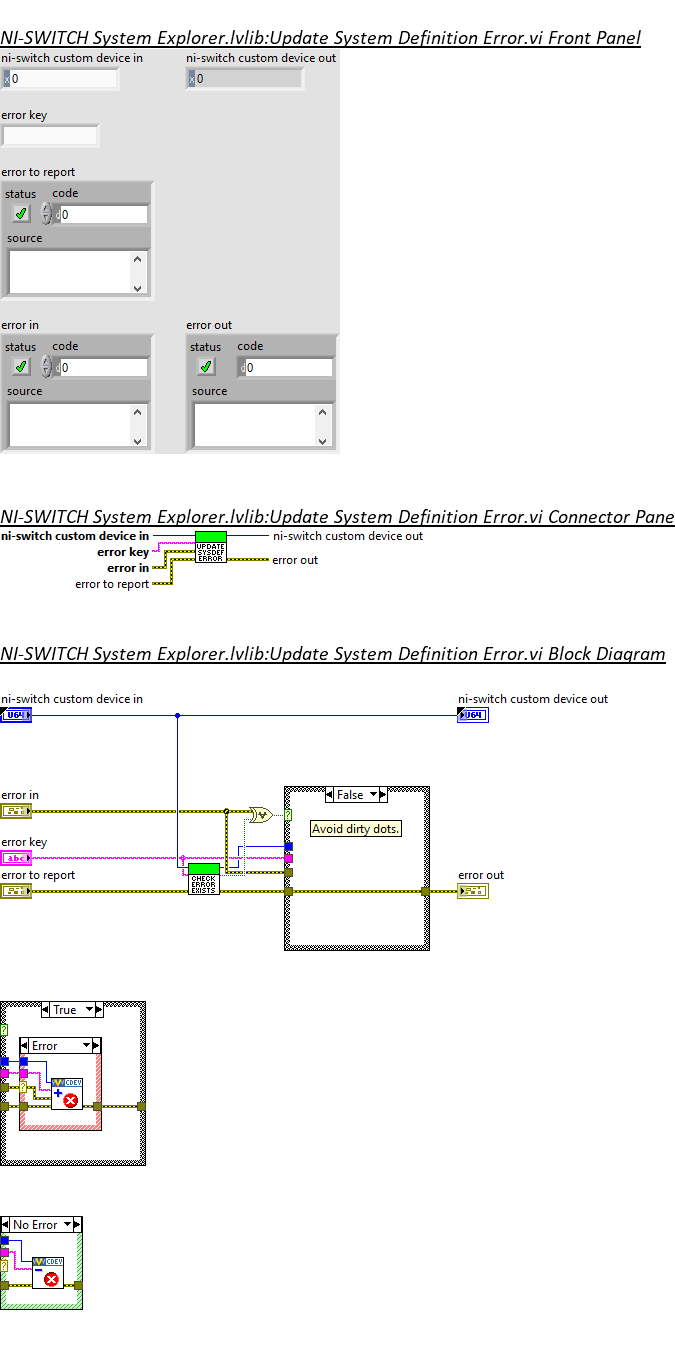 NI-SWITCH System Explorer.lvlib:Update System Definition Error.vi Front Panel
ni-switch custom device in
ni-switch custom device out
x 0
x 0
error key
error to report
status code
d 0
source
error in
error out
status code
status code
d 0
d 0
source
source
NI-SWITCH System Explorer.lvlib:Update System Definition Error.vi Connector Pane
ni-switch custom device in
ni-switch custom device out
error key
error in
error to report
UPDATE
SYSDEF
ERROR
error out
NI-SWITCH System Explorer.lvlib:Update System Definition Error.vi Block Diagram
ni-switch custom device in
ni-switch custom device out
U64
U64
error in
False
?
Avoid dirty dots.
error key
abc
error to report
CHECK
ERROR
EXISTS
error out
True
?
Error
?
CDEV
No Error
?
CDEV